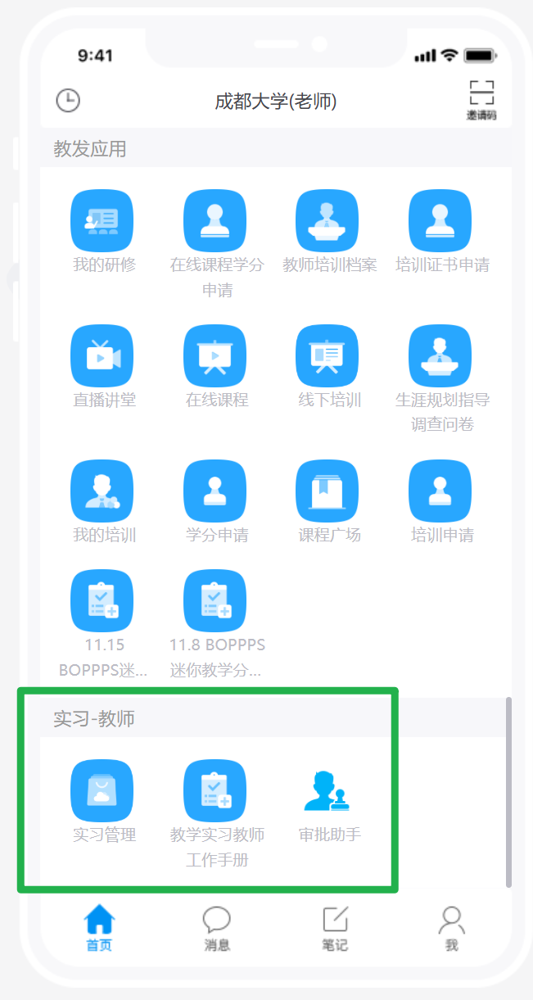 9:41
成都大学(老师)
邀请码
教发应用
我的研修
在线课程学分
申请
教师培训档案
培训证书申请
直播讲堂
在线课程
线下培训
生涯规划指导
调查问卷
我的培训
学分申请
课程广场
培训申请
11.15
BOPPPS迷...
11.8 BOPPPS
迷你教学分...
实习-教师
实习管理
教学实习教师
工作手册
审批助手
首页
消息
笔记
我